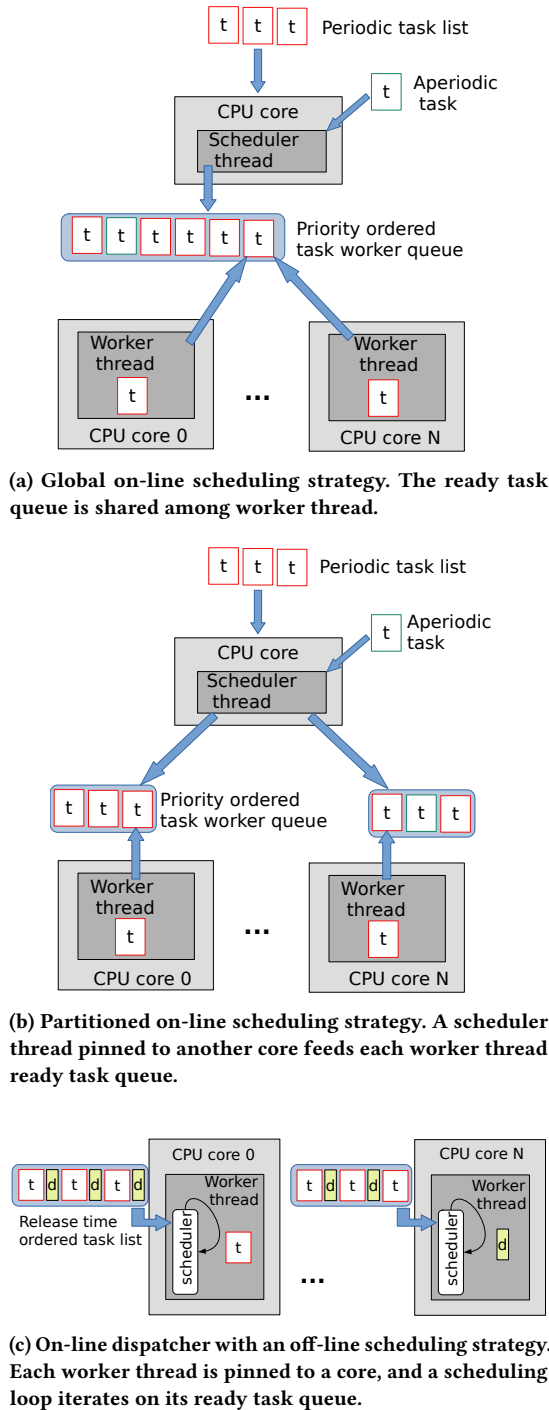 t t t Periodic task list
t Aperiodic
task
CPU core
Scheduler
thread
t t t t t t
Priority ordered
task worker queue
Worker
thread
t
CPU core 0
...
Worker
thread
t
CPU core N
(a) Global on-line scheduling strategy. The ready task
queue is shared among worker thread.
t t t Periodic task list
t Aperiodic
task
CPU core
Scheduler
thread
t t t
Priority ordered
task worker queue
t t t
Worker
thread
t
CPU core 0
...
Worker
thread
t
CPU core N
(b) Partitioned on-line scheduling strategy. A scheduler
thread pinned to another core feeds each worker thread
ready task queue.
t d t d t d
Release time
ordered task list
CPU core 0
Worker
thread
scheduler
t
...
t d t d t
CPU core N
Worker
thread
scheduler
d
(c) On-line dispatcher with an off-line scheduling strategy.
Each worker thread is pinned to a core, and a scheduling
loop iterates on its ready task queue.